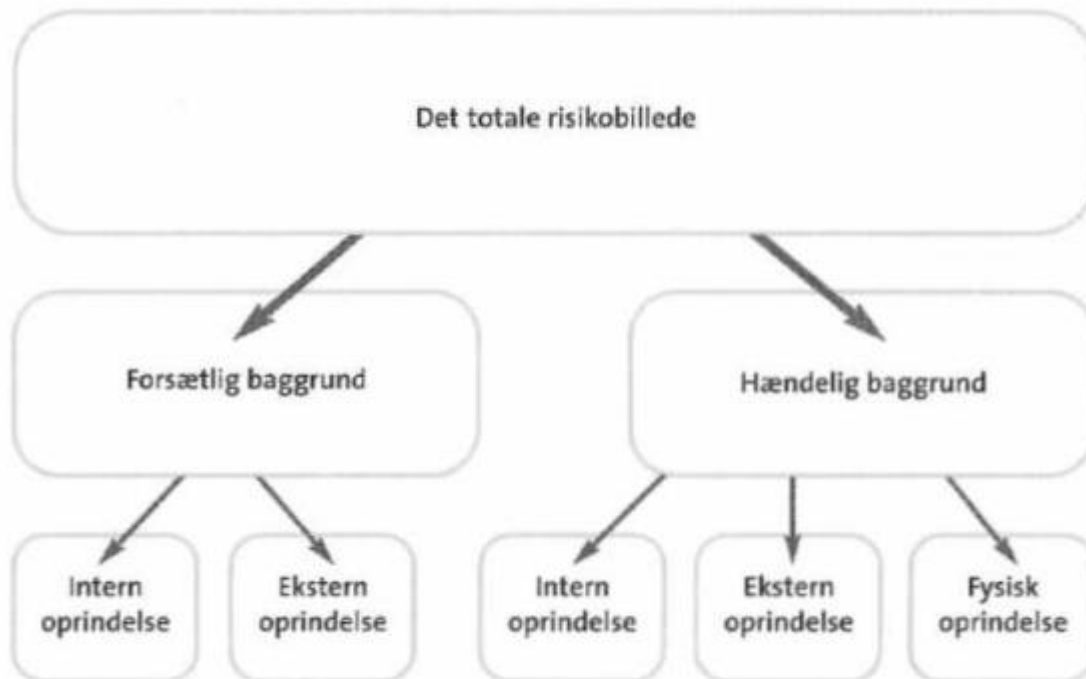 Det totale risikobillede
Forsætlig baggrund
Hændelig baggrund
Intern
oprindelse
Ekstern
oprindelse
Intern
oprindelse
Ekstern
oprindelse
Fysisk
oprindelse